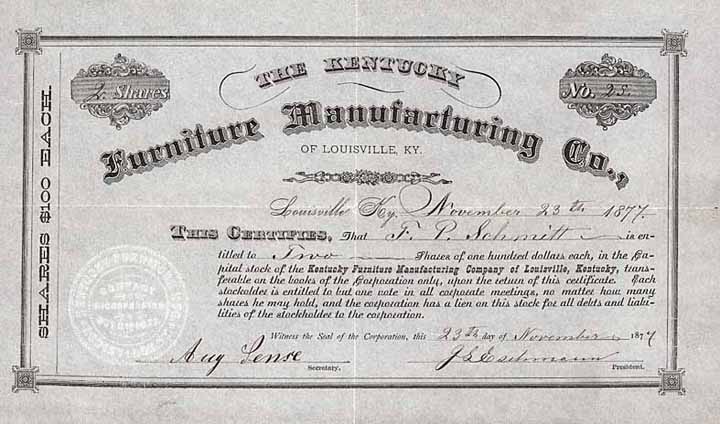 2 Shares
No. 25.
SHARES $100 EACH.
THE KENTUCKY
Furniture Manufacturing Co.,
OF LOUISVILLE, KY.
Louisville Ky. November 23th 1877.
THIS CERTIFIES, That F. P. Schmitt is en-
titled to Two Shares of one hundred dollars each, in the Ca-
pital stock of the Kentucky Furniture Manufacturing Company of Louisville, Kentucky, trans-
ferable on the books of the Corporation only, upon the return of this certificate. Each
stockholder is entitled to but one vote in all corporate meetings, no matter how many
shares he may hold, and the corporation has a lien on this stock for all debts and liabil-
ities of the stockholder to the corporation.
Witness the Seal of the Corporation, this 23th day of November 1877
Aug
Secretary.
President.